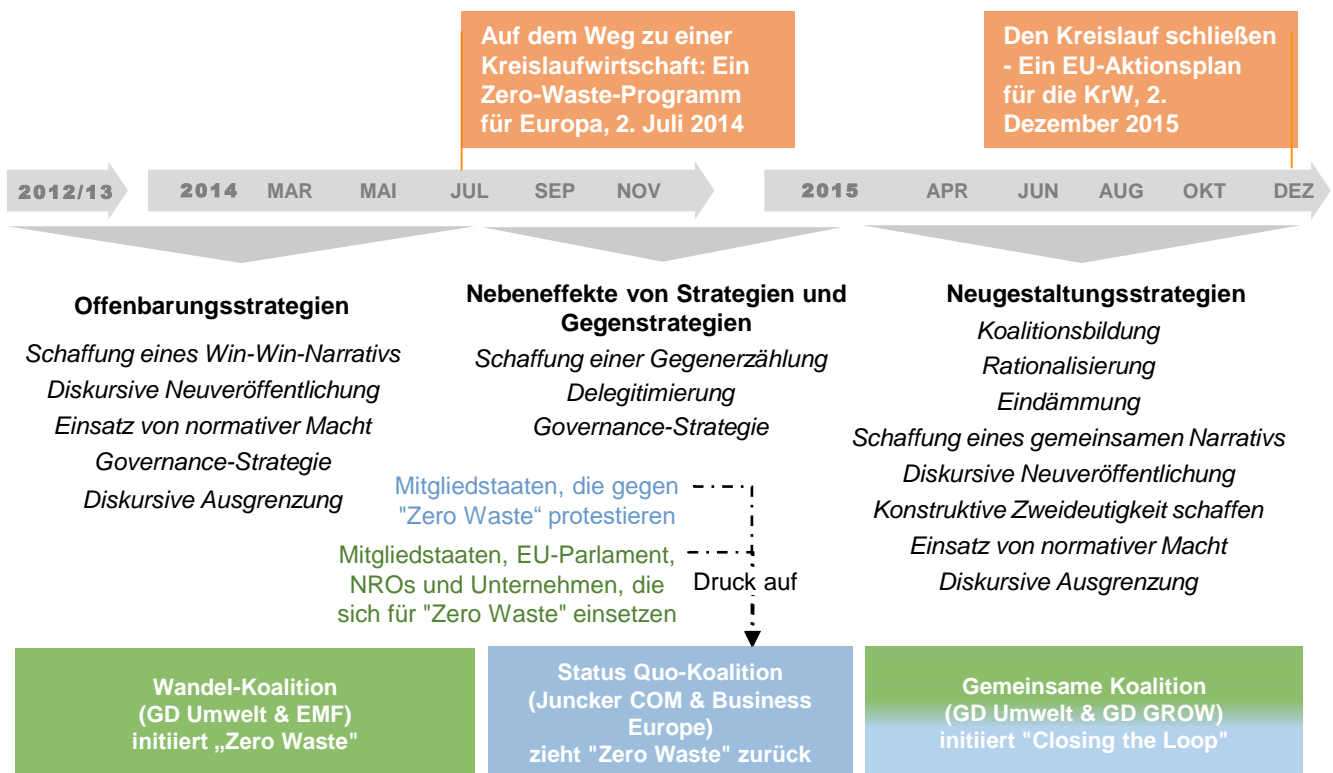 Auf dem Weg zu einer
Kreislaufwirtschaft: Ein
Zero-Waste-Programm
für Europa, 2. Juli 2014
Den Kreislauf schließen
- Ein EU-Aktionsplan
für die KrW, 2.
Dezember 2015
2012/13 2014 MAR MAI JUL SEP NOV 2015 APR JUN AUG OKT DEZ
Offenbarungsstrategien
Schaffung eines Win-Win-Narrativs
Diskursive Neuveröffentlichung
Einsatz von normativer Macht
Governance-Strategie
Diskursive Ausgrenzung
Nebeneffekte von Strategien und
Gegenstrategien
Schaffung einer Gegenerzählung
Delegitimierung
Governance-Strategie
Mitgliedstaaten, die gegen
"Zero Waste“ protestieren
Mitgliedstaaten, EU-Parlament,
NROs und Unternehmen, die
sich für "Zero Waste" einsetzen
Druck auf
Neugestaltungsstrategien
Koalitionsbildung
Rationalisierung
Eindämmung
Schaffung eines gemeinsamen Narrativs
Diskursive Neuveröffentlichung
Konstruktive Zweideutigkeit schaffen
Einsatz von normativer Macht
Diskursive Ausgrenzung
Wandel-Koalition
(GD Umwelt & EMF)
initiiert „Zero Waste"
Status Quo-Koalition
(Juncker COM & Business
Europe)
zieht "Zero Waste" zurück
Gemeinsame Koalition
(GD Umwelt & GD GROW)
initiiert "Closing the Loop"